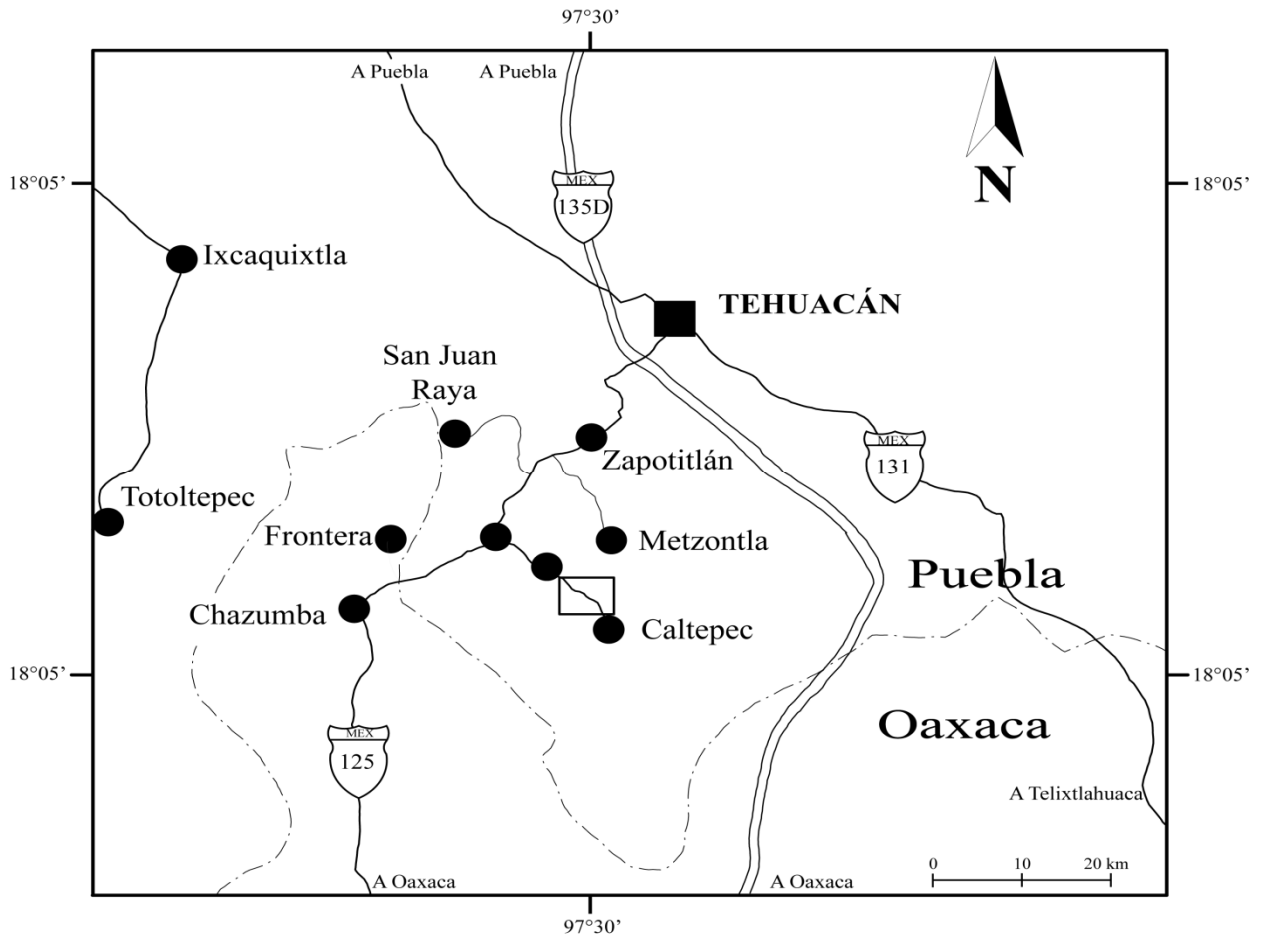 97°30’
A Puebla
A Puebla
MEX
135D
18°05’
18°05’
N
Ixcaquixtla
TEHUACÁN
San Juan
Raya
MEX
131
Zapotitlán
Totoltepec
Frontera
Metzontla
Puebla
Chazumba
Caltepec
18°05’
18°05’
Oaxaca
MEX
125
A Telixtlahuaca
0 10 20 km
A Oaxaca
A Oaxaca
97°30’